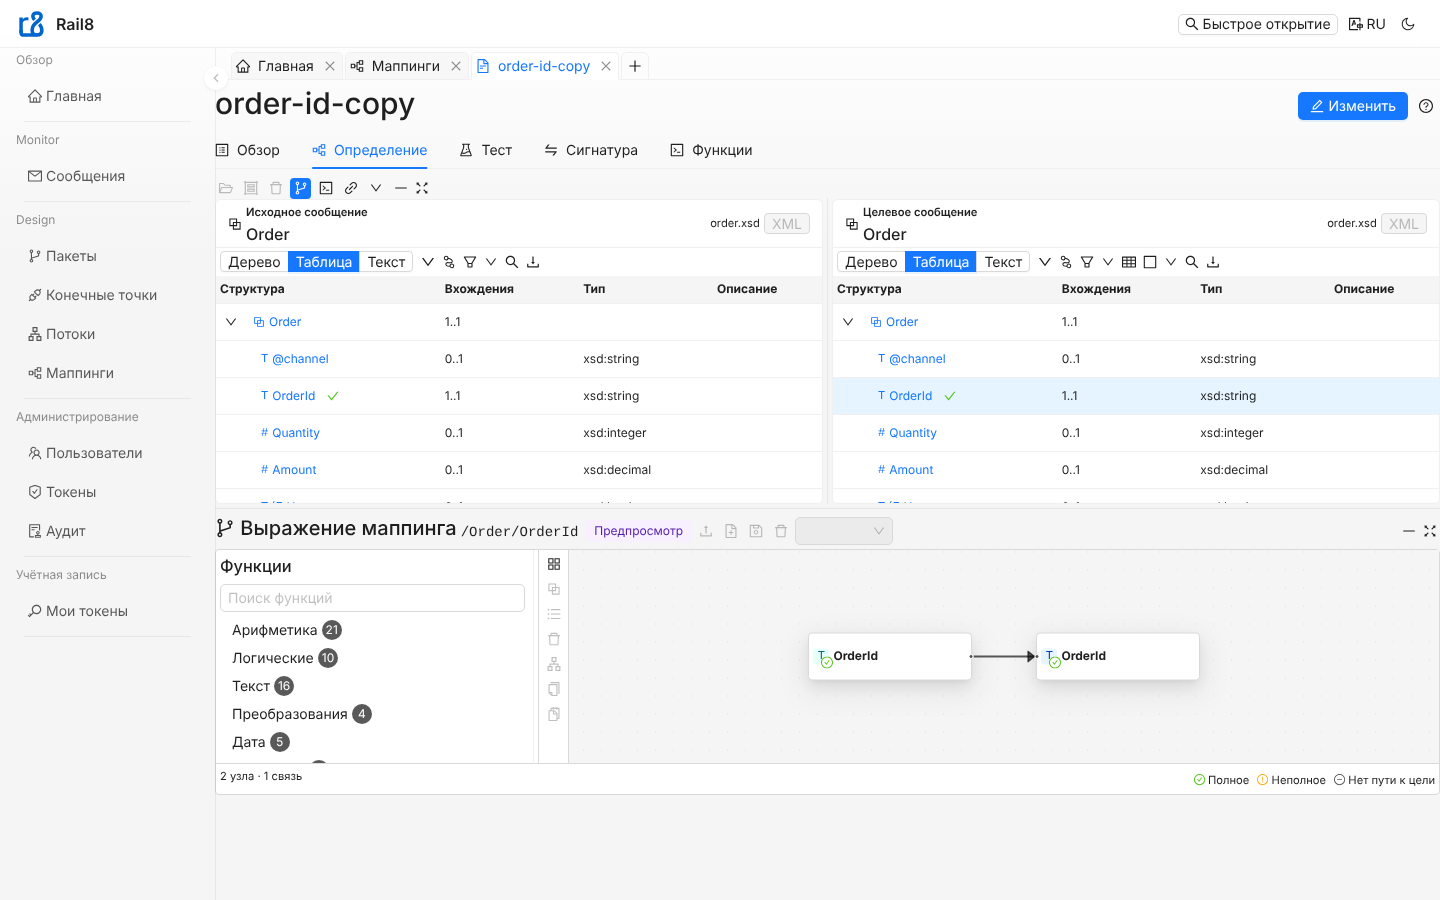 Rail8
Быстрое открытие
RU
Обзор
Главная
Monitor
Сообщения
Design
Пакеты
Конечные точки
Потоки
Маппинги
Администрирование
Пользователи
Токены
Аудит
Учётная запись
Мои токены
Главная
Маппинги
order-id-copy
order-id-copy
Изменить
Обзор
Определение
Тест
Сигнатура
Функции
Исходное сообщение
Order
order.xsd XML
Дерево Таблица Текст
Структура Вхождения Тип Описание
Order 1..1
T @channel 0..1 xsd:string
T OrderId 1..1 xsd:string
# Quantity 0..1 xsd:integer
# Amount 0..1 xsd:decimal
Целевое сообщение
Order
order.xsd XML
Дерево Таблица Текст
Структура Вхождения Тип Описание
Order 1..1
T @channel 0..1 xsd:string
T OrderId 1..1 xsd:string
# Quantity 0..1 xsd:integer
# Amount 0..1 xsd:decimal
Выражение маппинга /Order/OrderId Предпросмотр
Функции
Поиск функций
Арифметика 21
Логические 10
Текст 16
Преобразования 4
Дата 5
T OrderId
T OrderId
2 узла · 1 связь
Полное Неполное Нет пути к цели